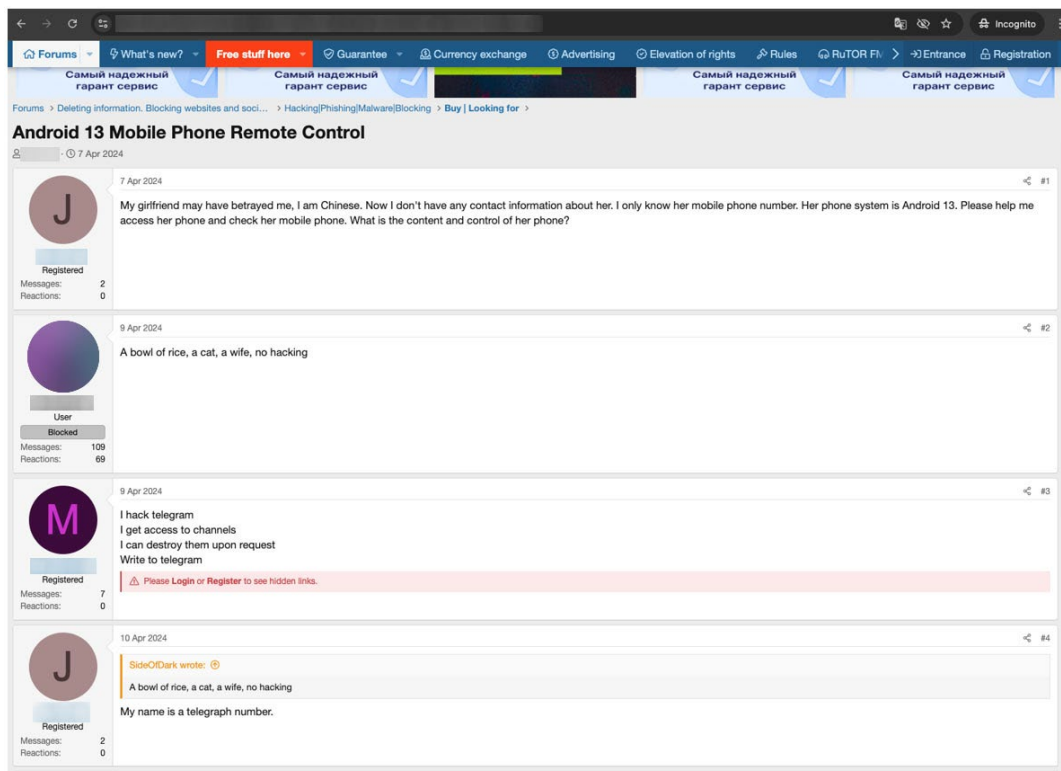 Incognito
Forums
What's new?
Free stuff here
Guarantee
Currency exchange
Advertising
Elevation of rights
Rules
RuTOR
Entrance
Registration
Самый надежный
гарант сервис
Самый надежный
гарант сервис
Самый надежный
гарант сервис
Самый надежный
гарант сервис
Forums > Deleting information. Blocking websites and soci... > Hacking|Phishing|Malware|Blocking > Buy | Looking for >
Android 13 Mobile Phone Remote Control
· 7 Apr 2024
7 Apr 2024
#1
J
My girlfriend may have betrayed me, I am Chinese. Now I don't have any contact information about her. I only know her mobile phone number. Her phone system is Android 13. Please help me
access her phone and check her mobile phone. What is the content and control of her phone?
Registered
Messages: 2
Reactions: 0
9 Apr 2024
#2
A bowl of rice, a cat, a wife, no hacking
User
Blocked
Messages: 109
Reactions: 69
9 Apr 2024
#3
M
I hack telegram
I get access to channels
I can destroy them upon request
Write to telegram
Please Login or Register to see hidden links.
Registered
Messages: 7
Reactions: 0
10 Apr 2024
#4
J
SideOfDark wrote:
A bowl of rice, a cat, a wife, no hacking
My name is a telegraph number.
Registered
Messages: 2
Reactions: 0